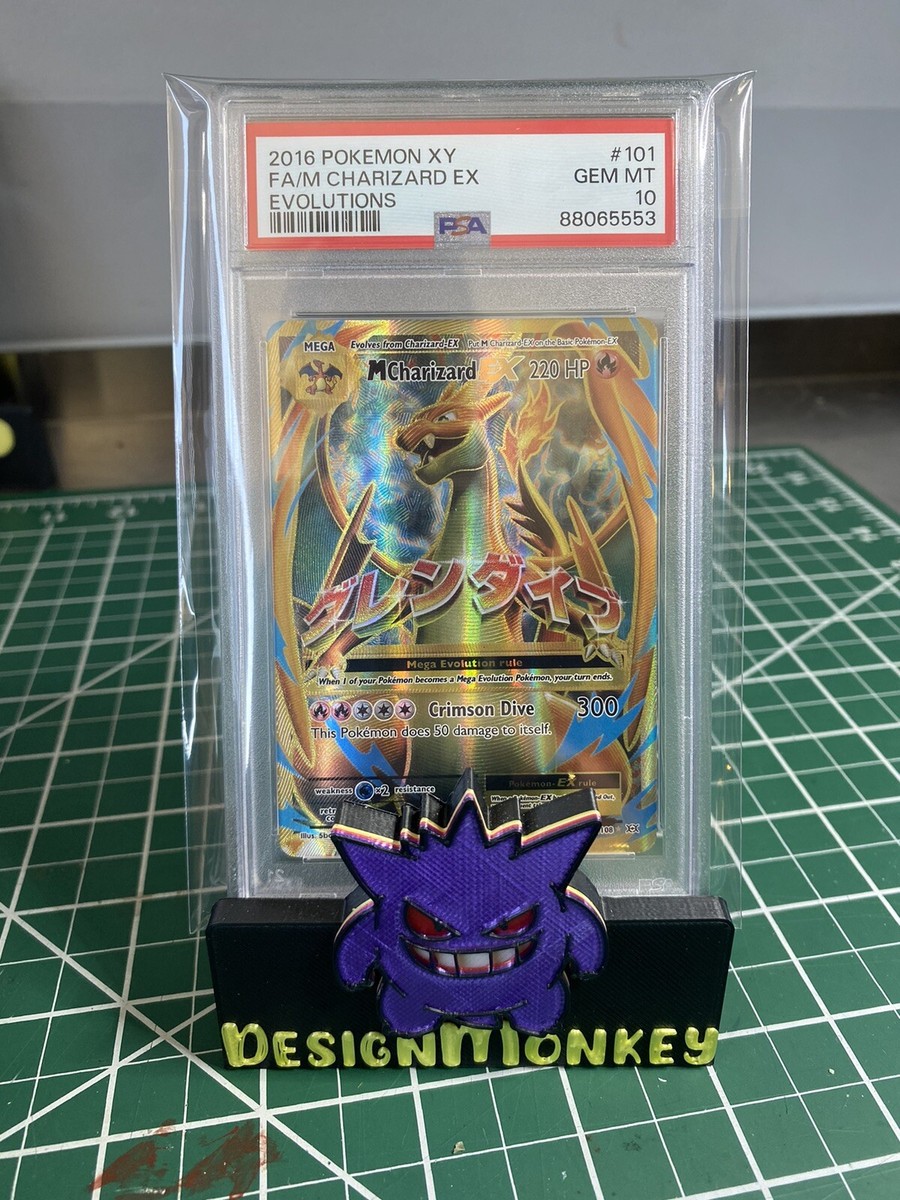 2016 POKEMON XY
FA/M CHARIZARD EX
EVOLUTIONS
#101
GEM MT
10
88065553
PSA
MEGA
Evolves from Charizard-EX
Put M Charizard-EX on the Basic Pokémon-EX
MCharizard EX
220 HP
グレンダイブ
Mega Evolution rule
When 1 of your Pokémon becomes a Mega Evolution Pokémon, your turn ends.
Crimson Dive 300
This Pokémon does 50 damage to itself.
weakness ×2 resistance
Pokémon-EX rule
Illus.
108
DESIGNMONKEY